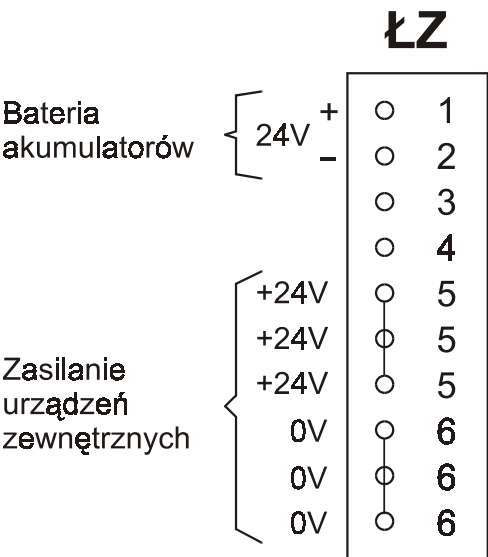 ŁZ
Bateria
akumulatorów
24V
+ 1
– 2
3
4
Zasilanie
urządzeń
zewnętrznych
+24V 5
+24V 5
+24V 5
0V 6
0V 6
0V 6